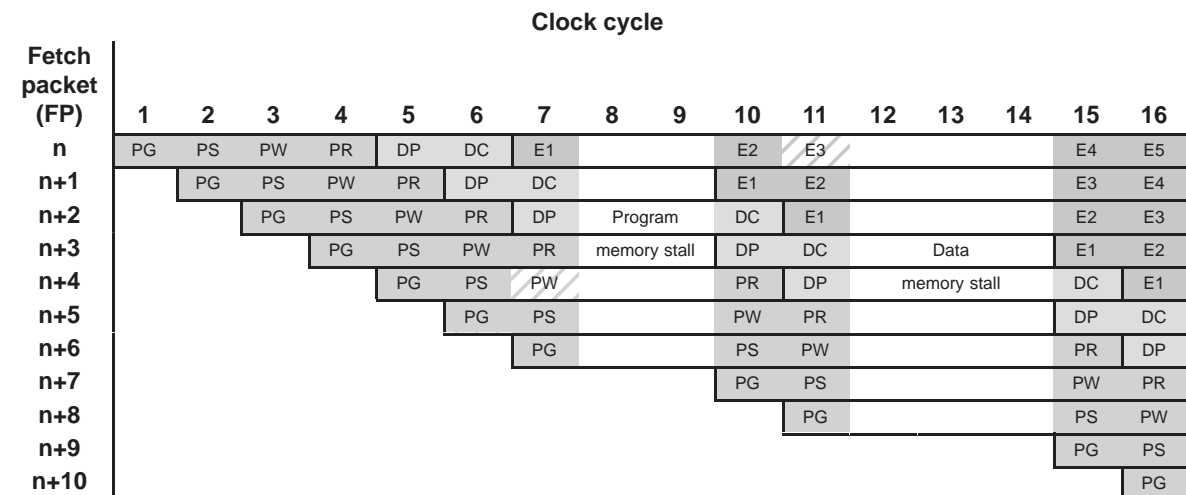 Clock cycle
Fetch
packet
(FP) 1 2 3 4 5 6 7 8 9 10 11 12 13 14 15 16
n PG PS PW PR DP DC E1 E2 E3 E4 E5
n+1 PG PS PW PR DP DC E1 E2 E3 E4
n+2 PG PS PW PR DP Program DC E1 E2 E3
n+3 PG PS PW PR memory stall DP DC Data E1 E2
n+4 PG PS PW PR DP memory stall DC E1
n+5 PG PS PW PR DP DC
n+6 PG PS PW PR DP
n+7 PG PS PW PR
n+8 PG PS PW
n+9 PG PS
n+10 PG